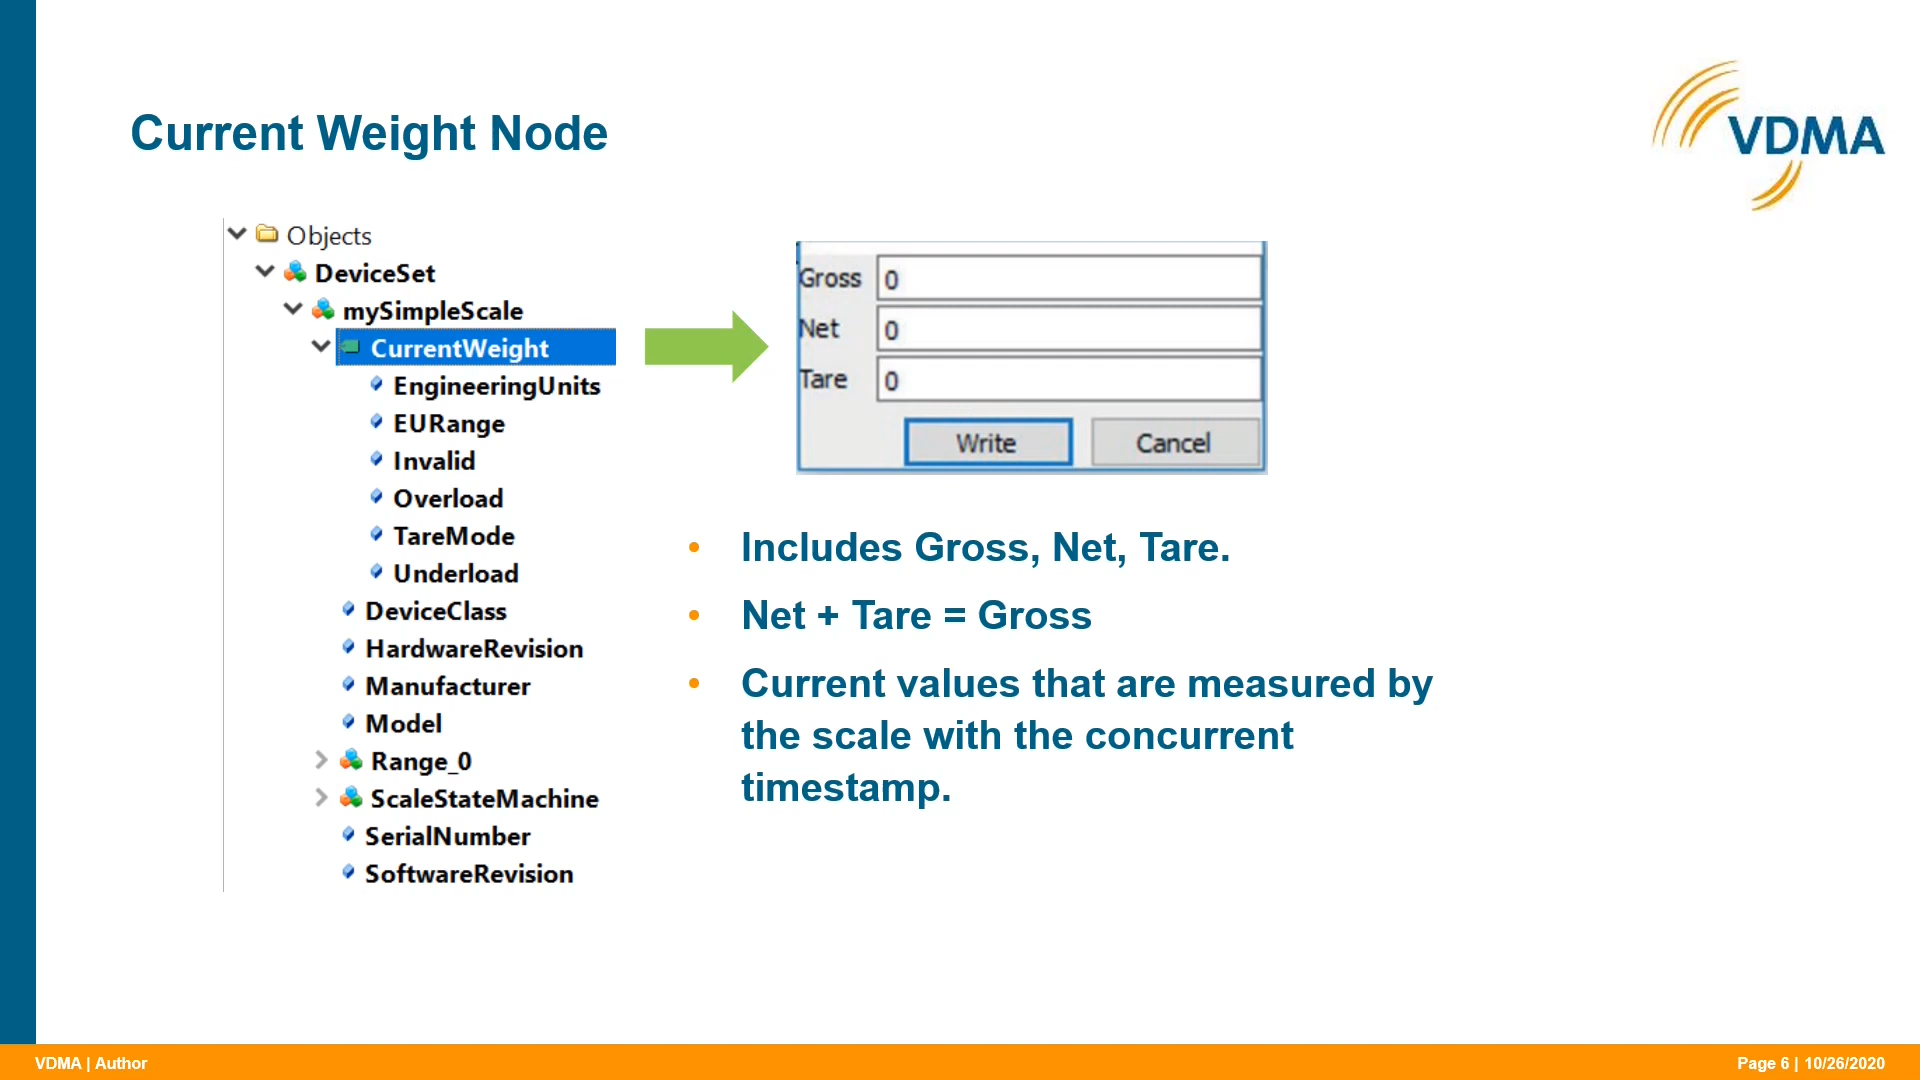 Current Weight Node
VDMA
Objects
DeviceSet
mySimpleScale
CurrentWeight
EngineeringUnits
EURange
Invalid
Overload
TareMode
Underload
DeviceClass
HardwareRevision
Manufacturer
Model
Range_0
ScaleStateMachine
SerialNumber
SoftwareRevision
Gross 0
Net 0
Tare 0
Write Cancel
• Includes Gross, Net, Tare.
• Net + Tare = Gross
• Current values that are measured by
the scale with the concurrent
timestamp.
VDMA | Author
Page 6 | 10/26/2020